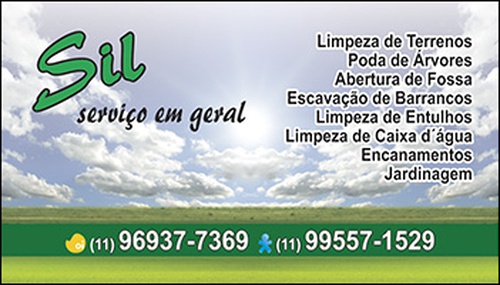 Sil
serviço em geral
Limpeza de Terrenos
Poda de Árvores
Abertura de Fossa
Escavação de Barrancos
Limpeza de Entulhos
Limpeza de Caixa d´água
Encanamentos
Jardinagem
(11) 96937-7369 (11) 99557-1529